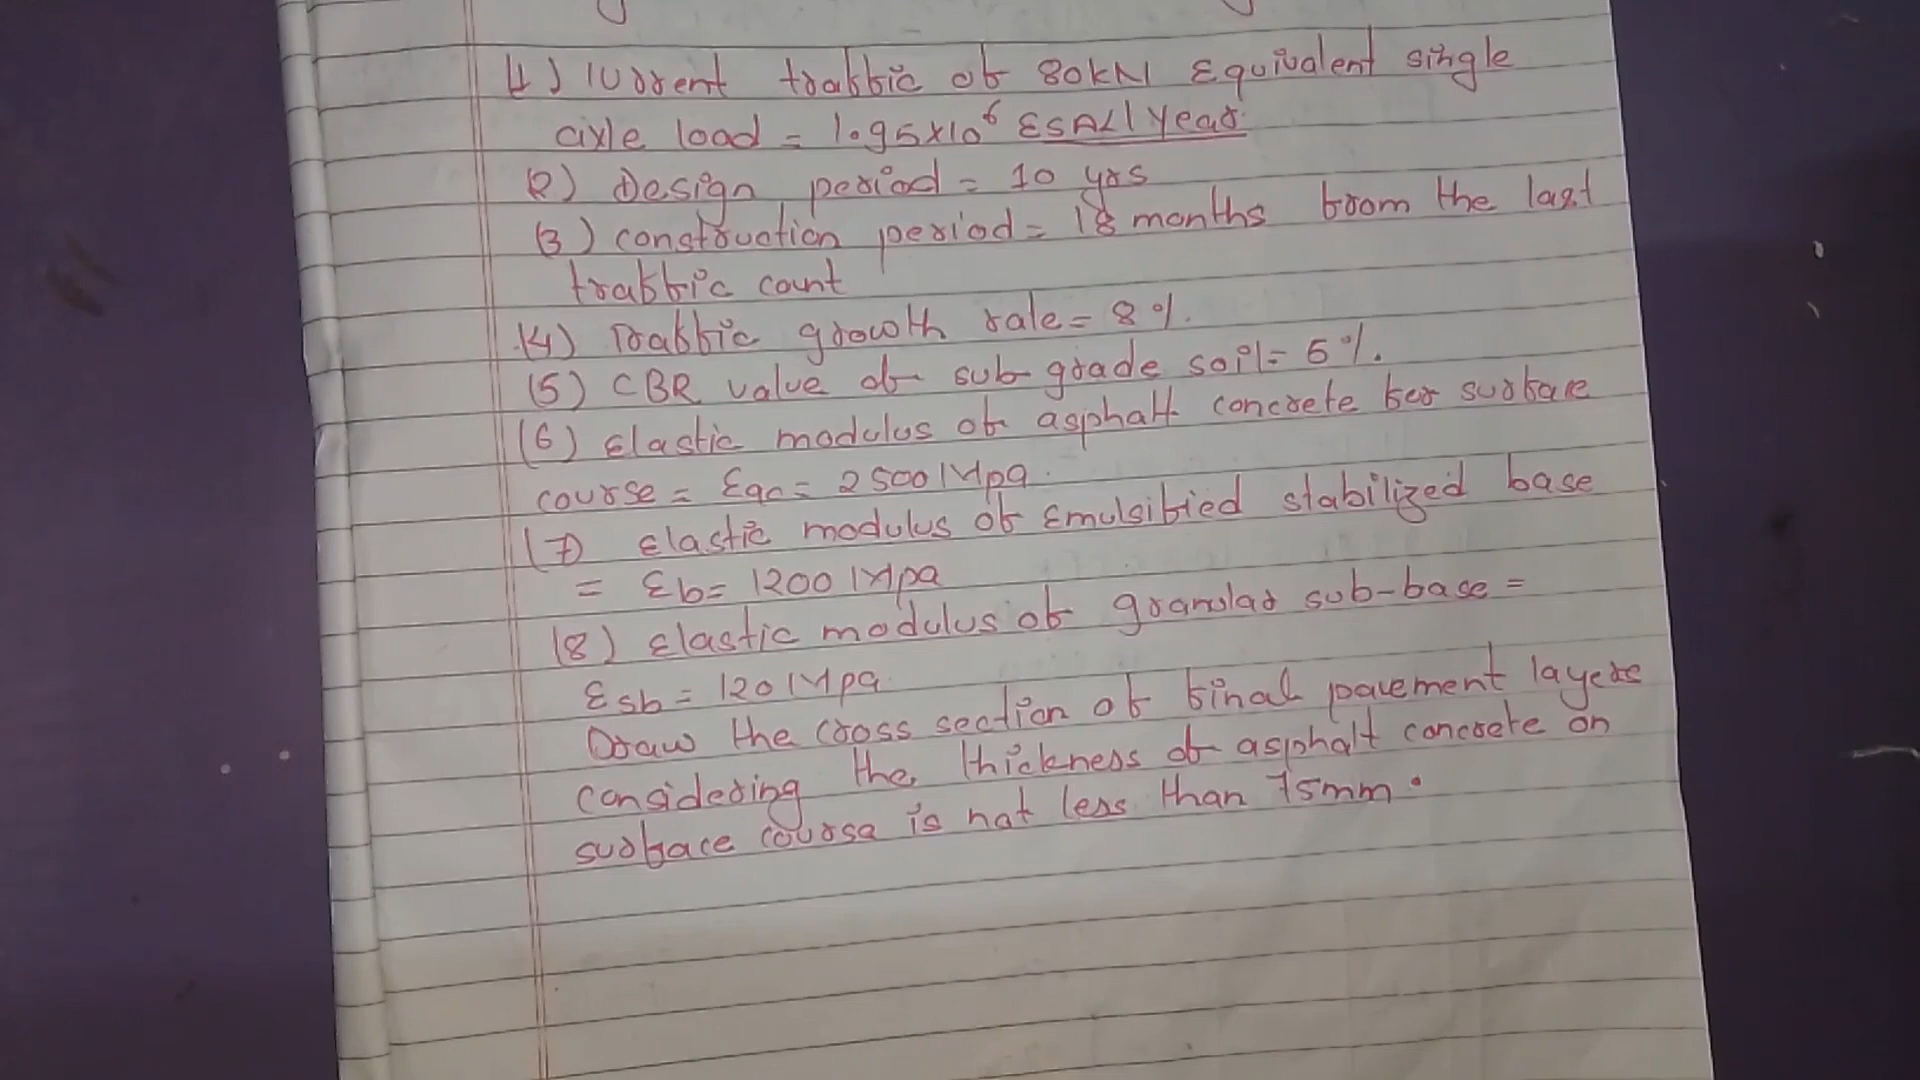 (1) Current traffic of 80kN Equivalent single
axle load = 1.95x10⁶ ESAL/Year.
(2) Design period = 10 yrs
(3) construction period = 18 months from the last
traffic count
(4) Traffic growth rate = 8%.
(5) CBR value of sub grade soil = 5%.
(6) Elastic modulus of asphalt concrete for surface
course = Eac = 2500 Mpa.
(7) Elastic modulus of Emulsified stabilized base
= Eb = 1200 Mpa
(8) Elastic modulus of granular sub-base =
Esb = 120 Mpa
Draw the cross section of final pavement layers
considering the thickness of asphalt concrete on
surface course is not less than 75mm.